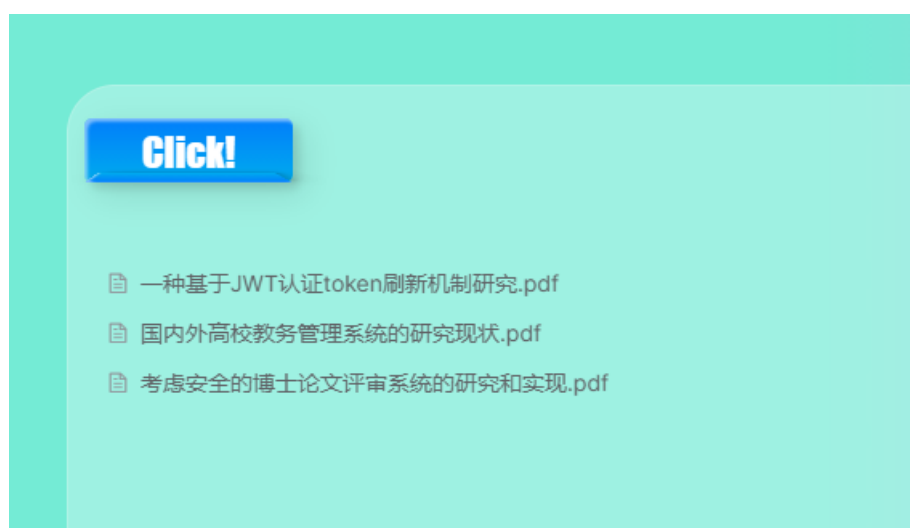 Click!
一种基于JWT认证token刷新机制研究.pdf
国内外高校教务管理系统的研究现状.pdf
考虑安全的博士论文评审系统的研究和实现.pdf